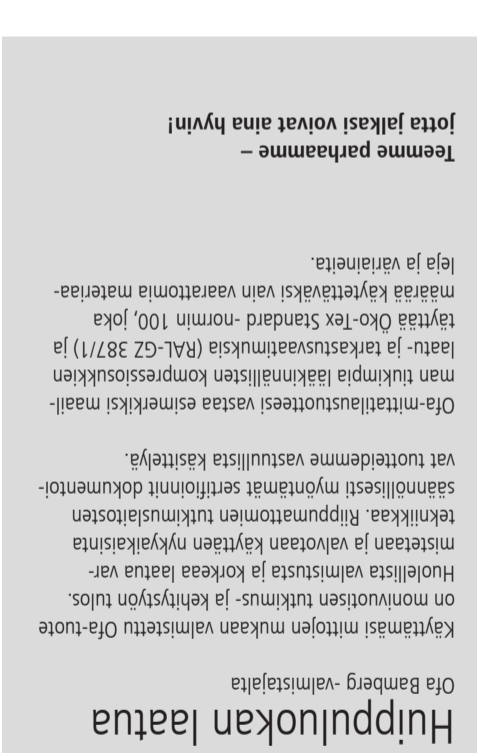 Huippuluokan laatua
Ofa Bamberg -valmistajalta
Käyttämäsi mittojen mukaan valmistettu Ofa-tuote
on monivuotisen tutkimus- ja kehitystyön tulos.
Huolellista valmistusta ja korkeaa laatua var-
mistetaan ja valvotaan käyttäen nykyaikaisinta
tekniikkaa. Riippumattomien tutkimuslaitosten
säännöllisesti myöntämät sertifioinnit dokumentoi-
vat tuotteidemme vastuullista käsittelyä.
Ofa-mittatilaustuotteesi vastaa esimerkiksi maail-
man tiukimpia lääkinnällisten kompressiosukkien
laatu- ja tarkastusvaatimuksia (RAL-GZ 387/1) ja
täyttää Öko-Tex Standard -normin 100, joka
määrää käytettäväksi vain vaarattomia materiaa-
leja ja väriaineita.
Teemme parhaamme –
jotta jalkasi voivat aina hyvin!